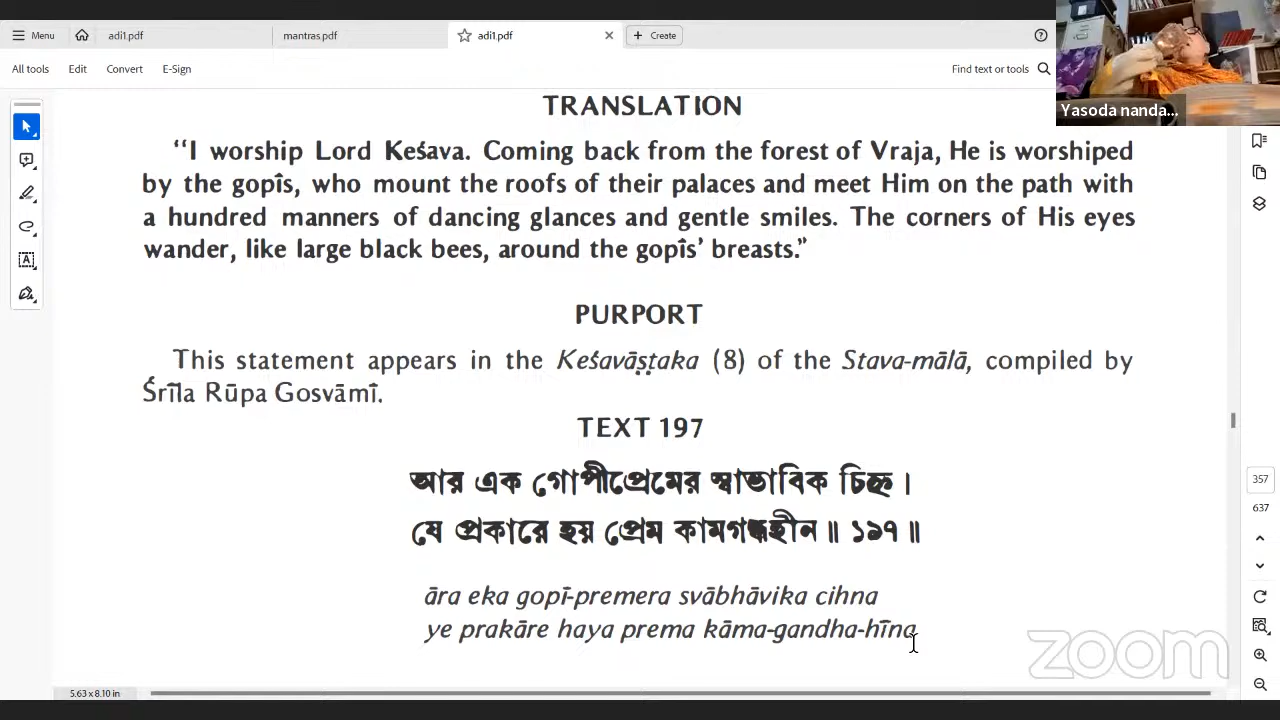 Menu
adi1.pdf
mantras.pdf
adi1.pdf
Create
All tools
Edit
Convert
E-Sign
Find text or tools
Yasoda nanda...
TRANSLATION
“I worship Lord Keśava. Coming back from the forest of Vraja, He is worshiped
by the gopīs, who mount the roofs of their palaces and meet Him on the path with
a hundred manners of dancing glances and gentle smiles. The corners of His eyes
wander, like large black bees, around the gopīs’ breasts.”
PURPORT
This statement appears in the Keśavāṣṭaka (8) of the Stava-mālā, compiled by
Śrīla Rūpa Gosvāmī.
TEXT 197
আর এক গোপীপ্রেমের স্বাভাবিক চিহ্ন ।
যে প্রকারে হয় প্রেম কামগন্ধহীন ॥ ১৯৭ ॥
āra eka gopī-premera svābhāvika cihna
ye prakāre haya prema kāma-gandha-hīna
357
637
zoom
5.63 x 8.10 in